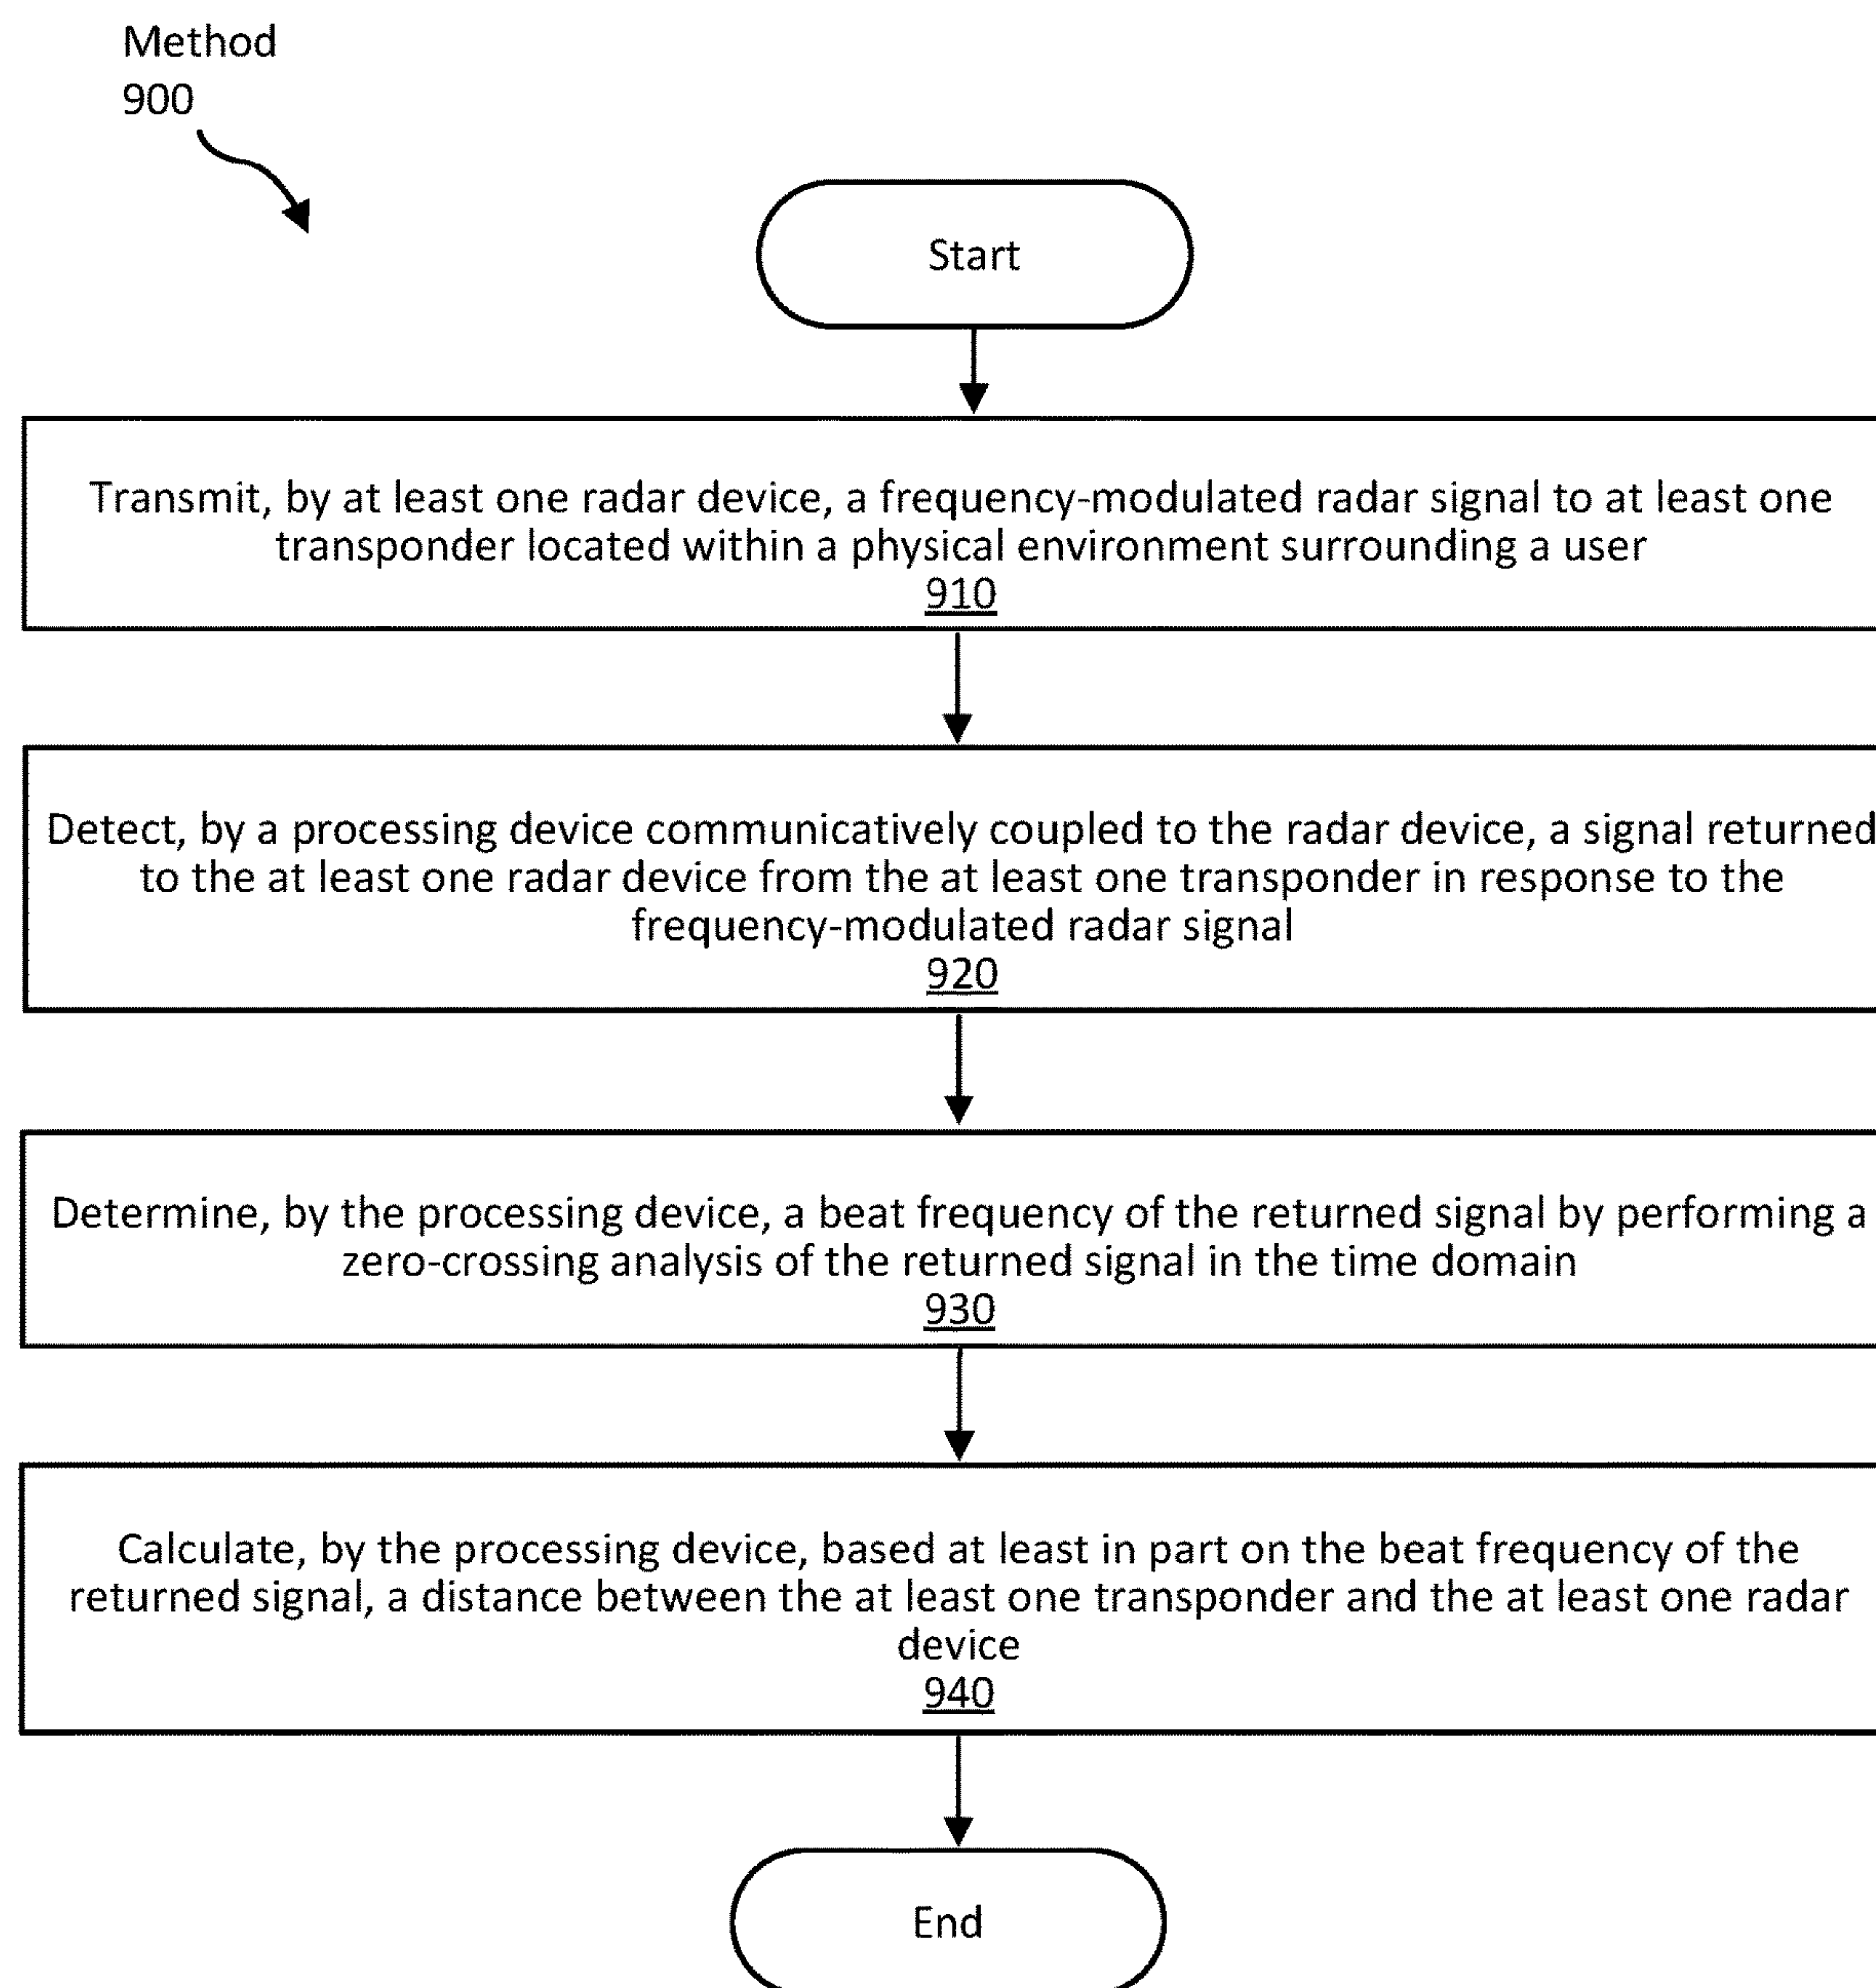 Method
900
Start
Transmit, by at least one radar device, a frequency-modulated radar signal to at least one
transponder located within a physical environment surrounding a user
910
Detect, by a processing device communicatively coupled to the radar device, a signal returned
to the at least one radar device from the at least one transponder in response to the
frequency-modulated radar signal
920
Determine, by the processing device, a beat frequency of the returned signal by performing a
zero-crossing analysis of the returned signal in the time domain
930
Calculate, by the processing device, based at least in part on the beat frequency of the
returned signal, a distance between the at least one transponder and the at least one radar
device
940
End